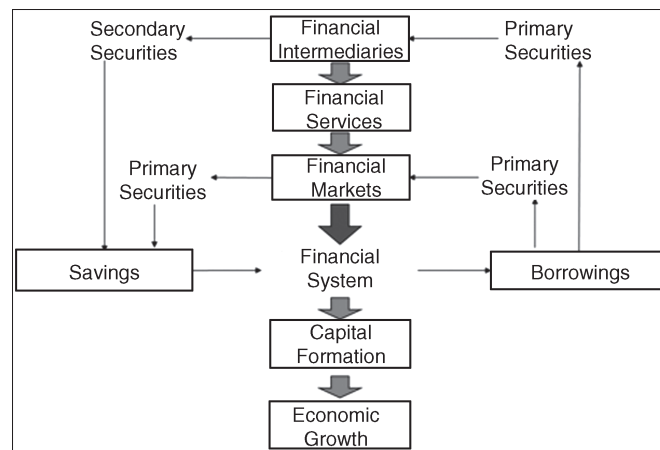 Secondary
Securities
Financial
Intermediaries
Primary
Securities
Financial
Services
Primary
Securities
Financial
Markets
Primary
Securities
Savings
Financial
System
Borrowings
Capital
Formation
Economic
Growth